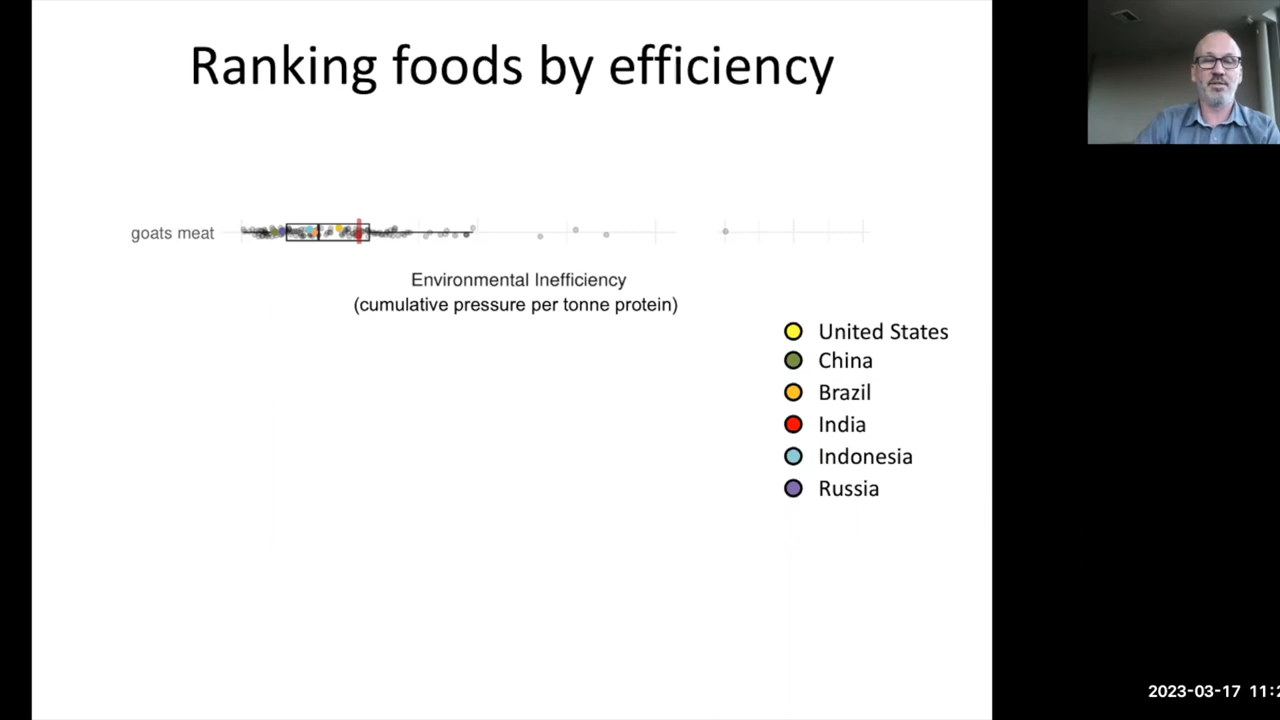 Ranking foods by efficiency
goats meat
Environmental Inefficiency
(cumulative pressure per tonne protein)
United States
China
Brazil
India
Indonesia
Russia
2023-03-17 11:2